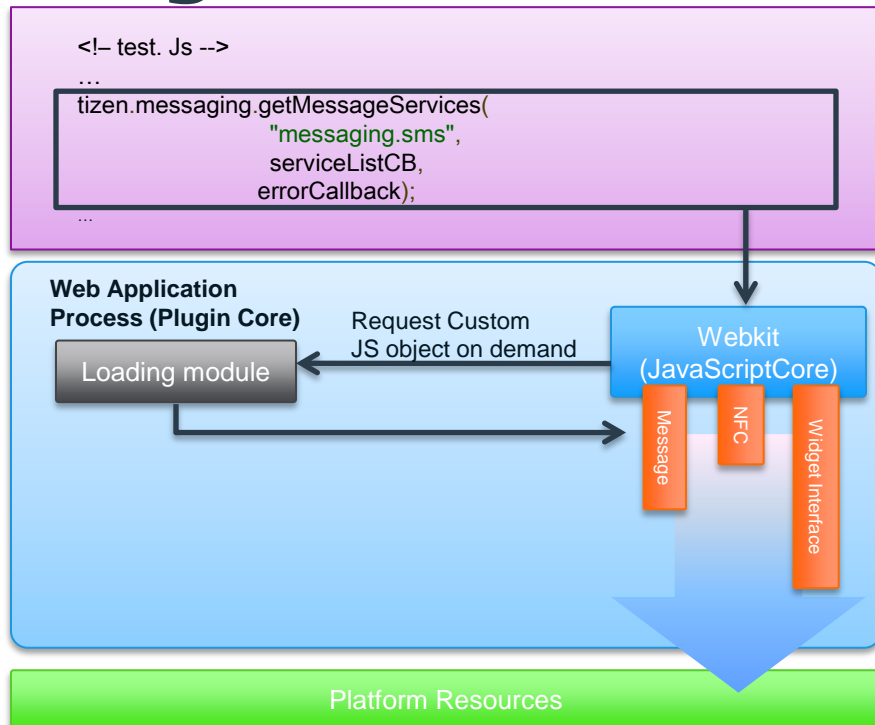 <!– test. Js -->
…
tizen.messaging.getMessageServices(
"messaging.sms",
serviceListCB,
errorCallback);
...
Web Application
Process (Plugin Core)
Request Custom
JS object on demand
Loading module
Webkit
(JavaScriptCore)
Message
NFC
Widget Interface
Platform Resources